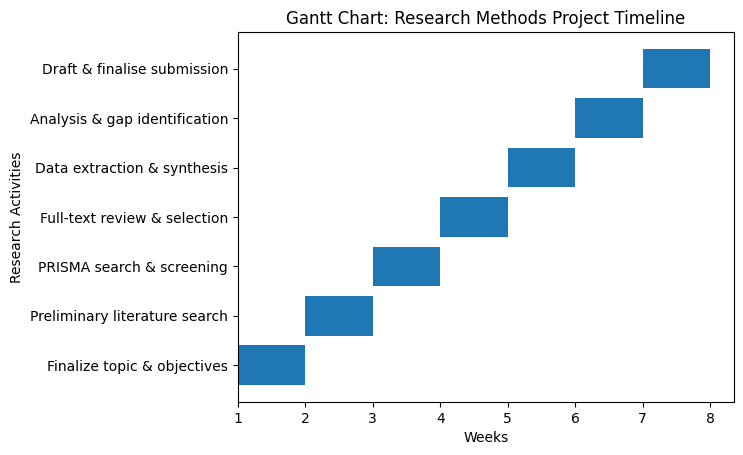 Gantt Chart: Research Methods Project Timeline
Research Activities
Draft & finalise submission
Analysis & gap identification
Data extraction & synthesis
Full-text review & selection
PRISMA search & screening
Preliminary literature search
Finalize topic & objectives
1 2 3 4 5 6 7 8
Weeks